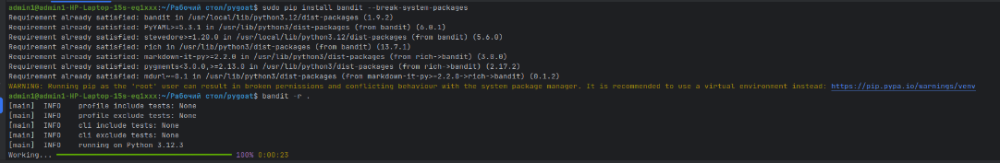 admin1@admin1-HP-Laptop-15s-eq1xxx:~/Рабочий стол/pygoat$ sudo pip install bandit --break-system-packages
Requirement already satisfied: bandit in /usr/local/lib/python3.12/dist-packages (1.9.2)
Requirement already satisfied: PyYAML>=5.3.1 in /usr/lib/python3/dist-packages (from bandit) (6.0.1)
Requirement already satisfied: stevedore>=1.20.0 in /usr/local/lib/python3.12/dist-packages (from bandit) (5.6.0)
Requirement already satisfied: rich in /usr/lib/python3/dist-packages (from bandit) (13.7.1)
Requirement already satisfied: markdown-it-py>=2.2.0 in /usr/lib/python3/dist-packages (from rich->bandit) (3.0.0)
Requirement already satisfied: pygments<3.0.0,>=2.13.0 in /usr/lib/python3/dist-packages (from rich->bandit) (2.17.2)
Requirement already satisfied: mdurl~=0.1 in /usr/lib/python3/dist-packages (from markdown-it-py>=2.2.0->rich->bandit) (0.1.2)
WARNING: Running pip as the 'root' user can result in broken permissions and conflicting behaviour with the system package manager. It is recommended to use a virtual environment instead: https://pip.pypa.io/warnings/venv
admin1@admin1-HP-Laptop-15s-eq1xxx:~/Рабочий стол/pygoat$ bandit -r .
[main] INFO profile include tests: None
[main] INFO profile exclude tests: None
[main] INFO cli include tests: None
[main] INFO cli exclude tests: None
[main] INFO running on Python 3.12.3
Working... 100% 0:00:23